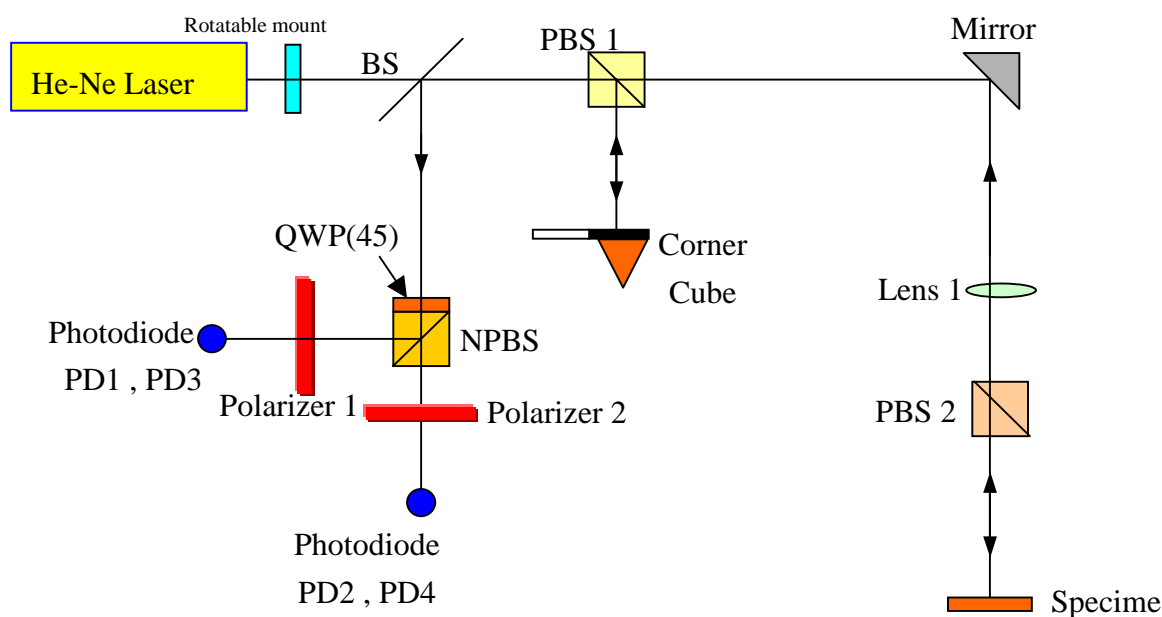 Rotatable mount
He-Ne Laser
BS
PBS 1
Mirror
QWP(45)
Corner
Cube
Lens 1
Photodiode
PD1 , PD3
NPBS
Polarizer 1
Polarizer 2
PBS 2
Photodiode
PD2 , PD4
Specime